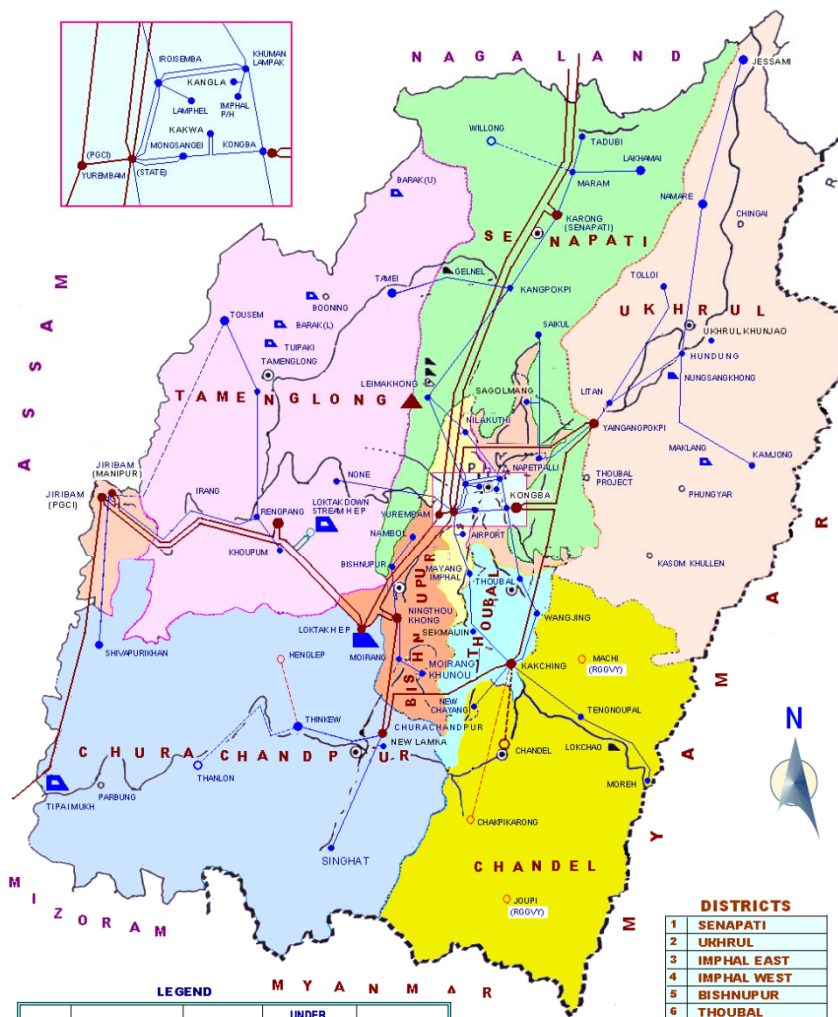 NAGALAND
IROISEMBA
KHUMAN
LAMPAK
KANGLA
LAMPHEL
IMPHAL
P/H
KAKWA
(PGCI)
MONGSANGEI
KONGBA
YUREMBAM
(STATE)
JESSAMI
WILLONG
TADUBI
LAKHAMAI
MARAM
BARAK(U)
NAMARE
KARONG
(SENAPATI)
CHINGAI
SENAPATI
GELNEL
TAMEI
KANGPOKPI
TOLLOI
BOONING
ASSAM
UKHRUL
TOUSEM
BARAK(L)
SAIKUL
UKHRUL KHUNJAO
TUIPAKI
HUNDUNG
TAMENGLONG
NUNGSANGKHONG
LEIMAKHONG
SAGOLMANG
LITAN
TAMENGLONG
NILAKUTHI
YAINGANGPOKPI
MAKLANG
KAMJONG
JIRIBAM
(MANIPUR)
NONE
NAPETPALLI
THOUBAL
PROJECT
PHUNGYAR
JIRIBAM
(PGCI)
IRANG
RENGPANG
LOKTAK DOWN
STREAM HEP
YUREMBAM
KONGBA
KHOUPUM
NAMBOL
AIRPORT
BISHNUPUR
MAYANG
IMPHAL
THOUBAL
KASOM KHULLEN
BISHNUPUR
THOUBAL
NINGTHOU
KHONG
WANGJING
LOKTAK HEP
SEKMAIJIN
SHIVAPURIKHAN
HENGLEP
MOIRANG
MOIRANG
KHUNOU
KAKCHING
MACHI
(RGGVY)
NEW
CHAYANG
THINKEW
CHURACHANDPUR
TENGNOUPAL
N
NEW LAMKA
CHANDEL
LOKCHAO
CHURACHANDPUR
THANLON
MOREH
TIPAIMUKH
PARBUNG
CHAKPIKARONG
SINGHAT
CHANDEL
MIZORAM
JOUPI
(RGGVY)
MYANMAR
MYANMAR
DISTRICTS
1 SENAPATI
2 UKHRUL
3 IMPHAL EAST
4 IMPHAL WEST
5 BISHNUPUR
6 THOUBAL
LEGEND
UNDER